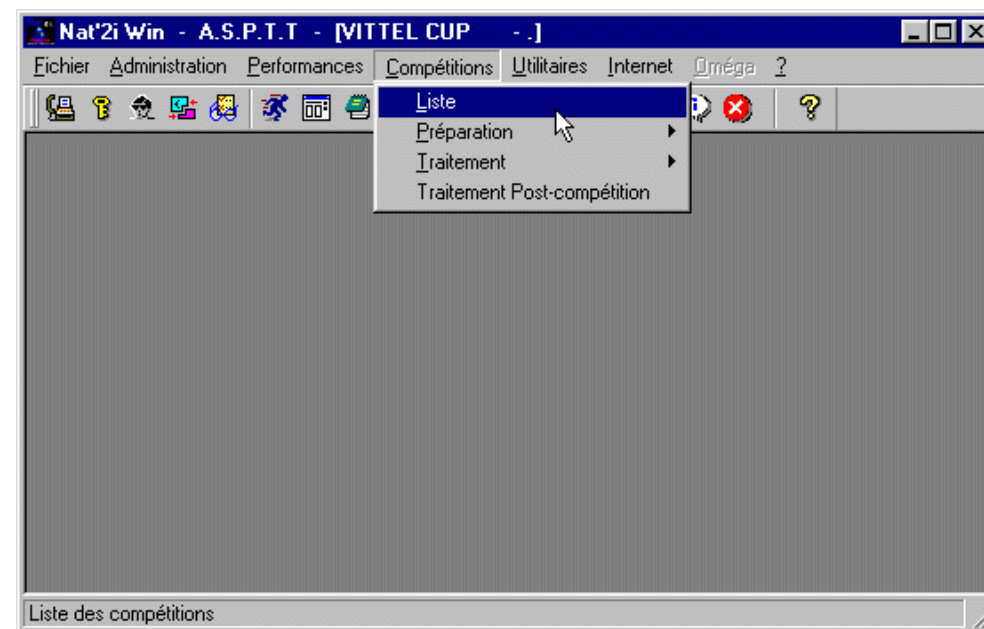 Nat'2i Win - A.S.P.T.T - [VITTEL CUP - .]
Fichier Administration Performances Compétitions Utilitaires Internet Oméga ?
Liste
Préparation
Traitement
Traitement Post-compétition
Liste des compétitions